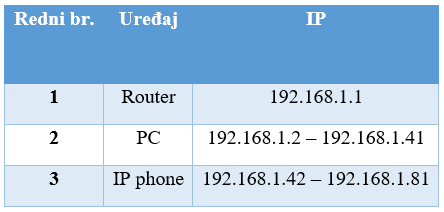 Redni br. Uređaj IP
1 Router 192.168.1.1
2 PC 192.168.1.2 – 192.168.1.41
3 IP phone 192.168.1.42 – 192.168.1.81